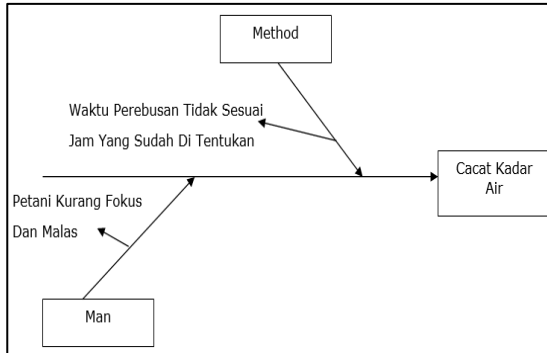 Method
Waktu Perebusan Tidak Sesuai
Jam Yang Sudah Di Tentukan
Cacat Kadar
Air
Petani Kurang Fokus
Dan Malas
Man